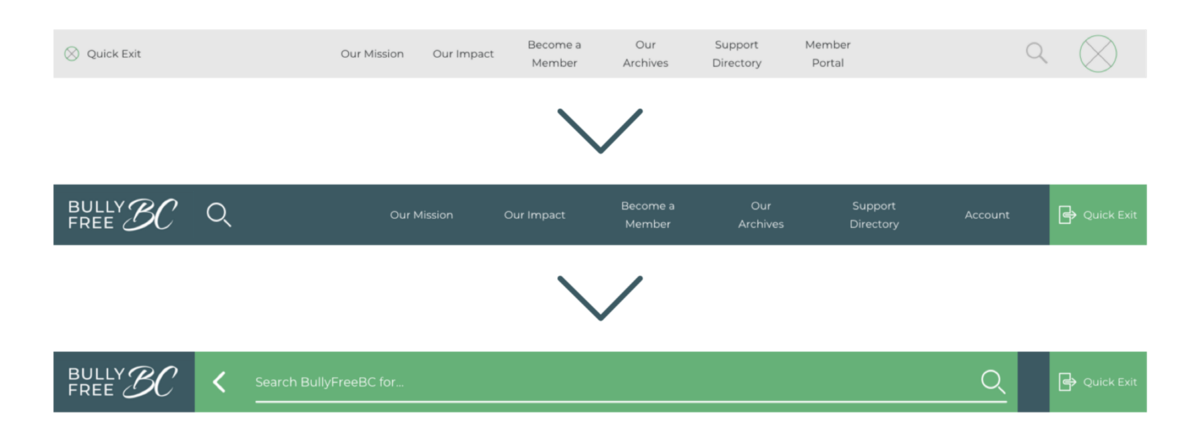 Quick Exit
Our Mission
Our Impact
Become a
Member
Our
Archives
Support
Directory
Member
Portal
BULLY
FREE BC
Our Mission
Our Impact
Become a
Member
Our
Archives
Support
Directory
Account
Quick Exit
BULLY
FREE BC
Search BullyFreeBC for...
Quick Exit